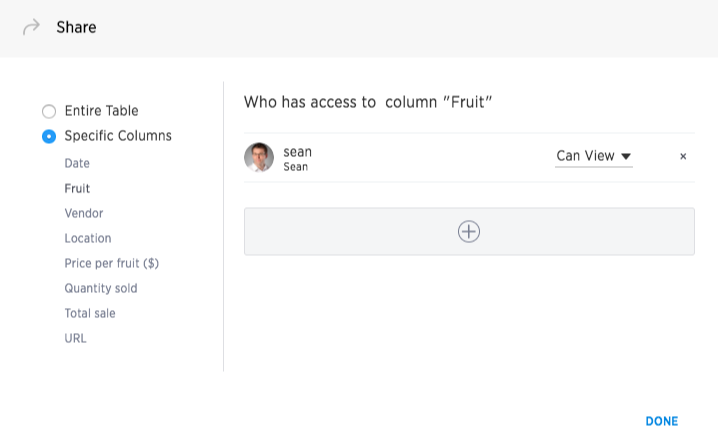 Share
Entire Table
Specific Columns
Date
Fruit
Vendor
Location
Price per fruit ($)
Quantity sold
Total sale
URL
Who has access to column "Fruit"
sean
Sean
Can View
×
DONE